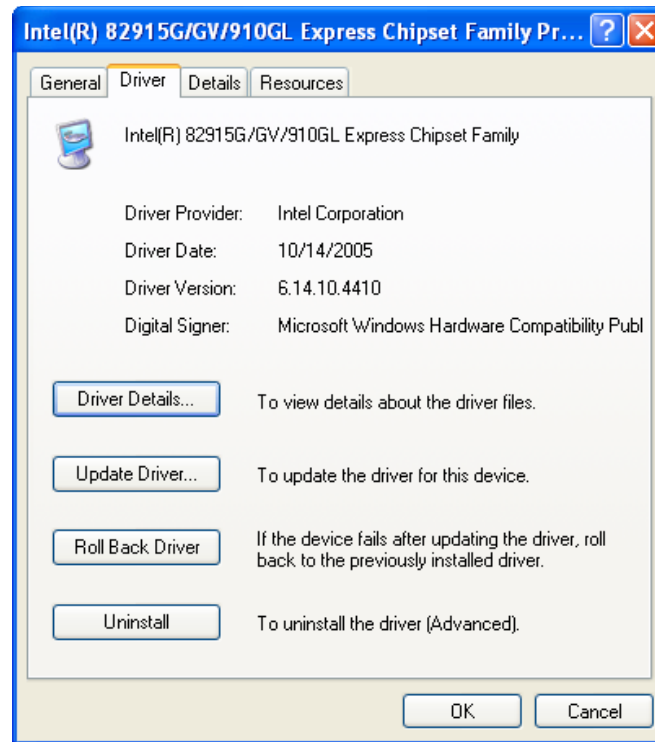 Intel(R) 82915G/GV/910GL Express Chipset Family Pr...
General Driver Details Resources
Intel(R) 82915G/GV/910GL Express Chipset Family
Driver Provider: Intel Corporation
Driver Date: 10/14/2005
Driver Version: 6.14.10.4410
Digital Signer: Microsoft Windows Hardware Compatibility Publ
Driver Details... To view details about the driver files.
Update Driver... To update the driver for this device.
Roll Back Driver If the device fails after updating the driver, roll
back to the previously installed driver.
Uninstall To uninstall the driver (Advanced).
OK Cancel